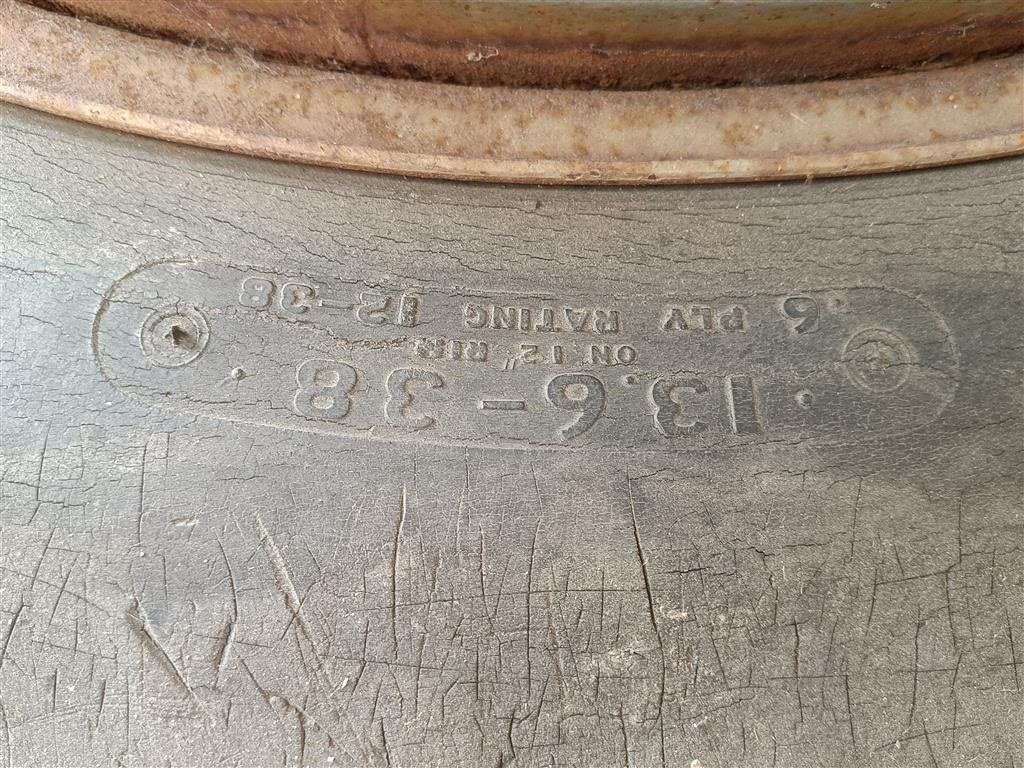 13.6-38
ON 12" RIM
6 PLY RATING 12-38